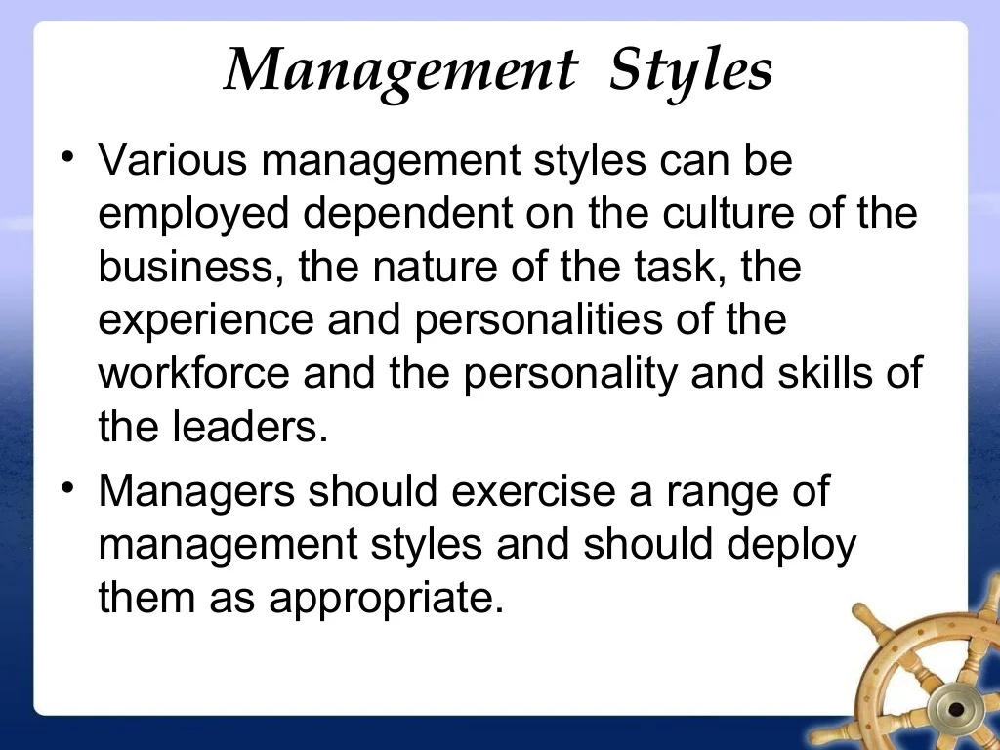 Management Styles
• Various management styles can be
employed dependent on the culture of the
business, the nature of the task, the
experience and personalities of the
workforce and the personality and skills of
the leaders.
• Managers should exercise a range of
management styles and should deploy
them as appropriate.